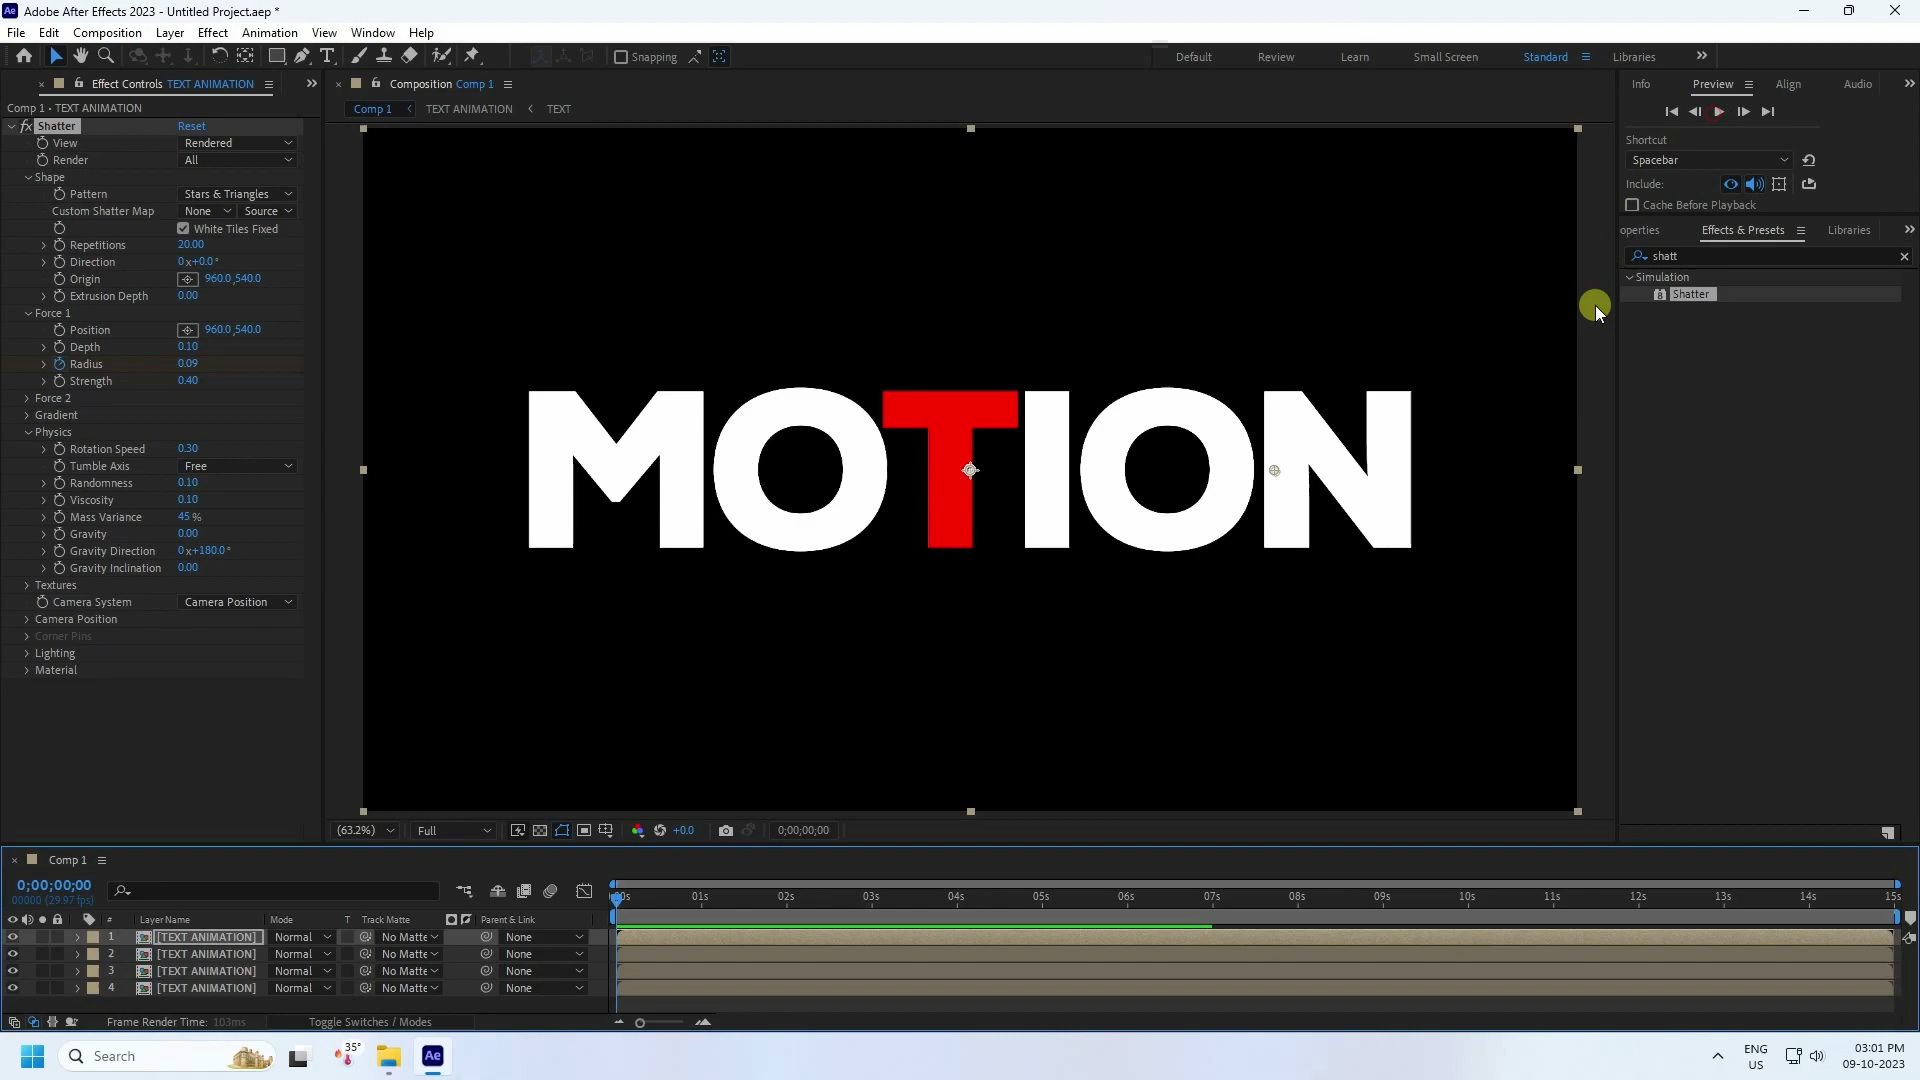 Ae Adobe After Effects 2023 - Untitled Project.aep *
File Edit Composition Layer Effect Animation View Window Help
Snapping Default Review Learn Small Screen Standard Libraries
Effect Controls TEXT ANIMATION
Comp 1 • TEXT ANIMATION
fx Shatter Reset
View Rendered
Render All
Shape
Pattern Stars & Triangles
Custom Shatter Map None Source
White Tiles Fixed
Repetitions 20.00
Direction 0x+0.0°
Origin 960.0,540.0
Extrusion Depth 0.00
Force 1
Position 960.0,540.0
Depth 0.10
Radius 0.09
Strength 0.40
Force 2
Gradient
Physics
Rotation Speed 0.30
Tumble Axis Free
Randomness 0.10
Viscosity 0.10
Mass Variance 45 %
Gravity 0.00
Gravity Direction 0x+180.0°
Gravity Inclination 0.00
Textures
Camera System Camera Position
Camera Position
Corner Pins
Lighting
Material
Composition Comp 1
Comp 1 TEXT ANIMATION TEXT
MOTION
(63.2%) Full +0.0 0;00;00;00
Info Preview Align Audio
Shortcut
Spacebar
Include:
Cache Before Playback
operties Effects & Presets Libraries
shatt
Simulation
8 Shatter
Comp 1
0;00;00;00
00000 (29.97 fps)
00s 01s 02s 03s 04s 05s 06s 07s 08s 09s 10s 11s 12s 13s 14s 15s
# Layer Name Mode T Track Matte Parent & Link
1 [TEXT ANIMATION] Normal No Matte None
2 [TEXT ANIMATION] Normal No Matte None
3 [TEXT ANIMATION] Normal No Matte None
4 [TEXT ANIMATION] Normal No Matte None
Frame Render Time: 103ms Toggle Switches / Modes
Search 35° Ae ENG US 03:01 PM 09-10-2023